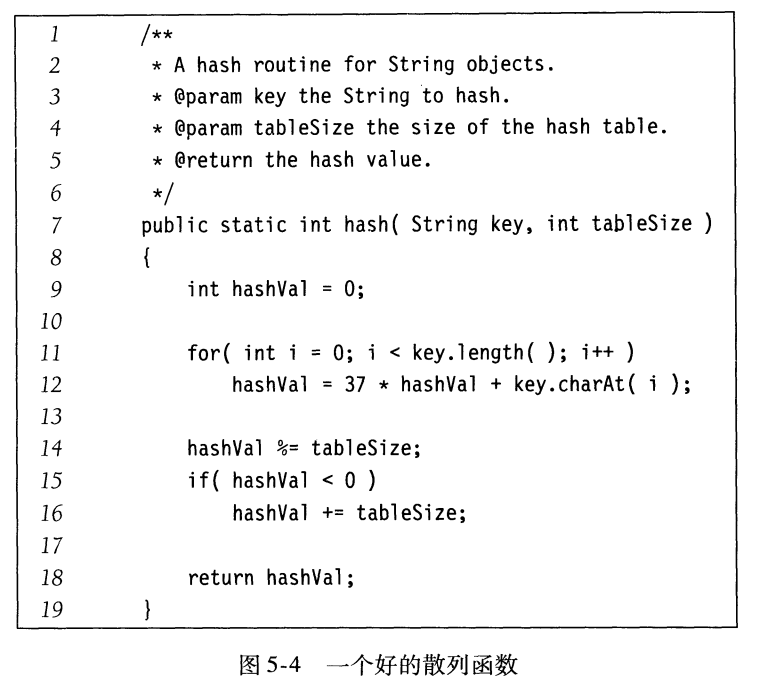 1 /**
2 * A hash routine for String objects.
3 * @param key the String to hash.
4 * @param tableSize the size of the hash table.
5 * @return the hash value.
6 */
7 public static int hash( String key, int tableSize )
8 {
9 int hashVal = 0;
10
11 for( int i = 0; i < key.length( ); i++ )
12 hashVal = 37 * hashVal + key.charAt( i );
13
14 hashVal %= tableSize;
15 if( hashVal < 0 )
16 hashVal += tableSize;
17
18 return hashVal;
19 }
图 5-4 一个好的散列函数